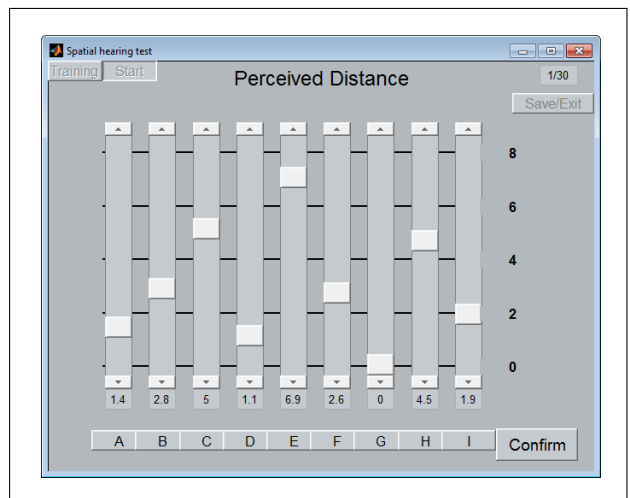 Spatial hearing test
Training Start
Perceived Distance
1/30
Save/Exit
8
6
4
2
0
1.4 2.8 5 1.1 6.9 2.6 0 4.5 1.9
A B C D E F G H I
Confirm